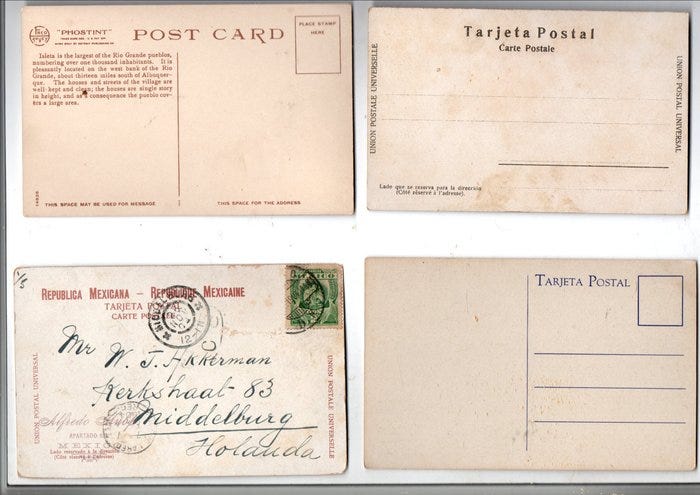 "PHOSTINT"
POST CARD
PLACE STAMP
HERE
Isleta is the largest of the Rio Grande pueblos,
numbering over one thousand inhabitants. It is
pleasantly located on the west bank of the Rio
Grande, about thirteen miles south of Albuquer-
que. The houses and streets of the village are
well-kept and clean; the houses are single story
in height, and as a consequence the pueblo cov-
ers a large area.
THIS SPACE MAY BE USED FOR MESSAGE
THIS SPACE FOR THE ADDRESS
Tarjeta Postal
Carte Postale
UNION POSTALE UNIVERSELLE
UNION POSTAL UNIVERSAL
Lado que se reserva para la dirección
(Côté réservé à l'adresse).
1/5
REPUBLICA MEXICANA — REPUBLIQUE MEXICAINE
TARJETA
CARTE
MEXICO
Mr W. J. Akkerman
Kerkshaat 83
Middelburg
Holanda
UNION POSTAL UNIVERSAL
UNION POSTALE UNIVERSELLE
Alfredo
APARTADO
MEXICO
Lado reservado á la dirección
(Côté réservé à l'adresse)
TARJETA POSTAL